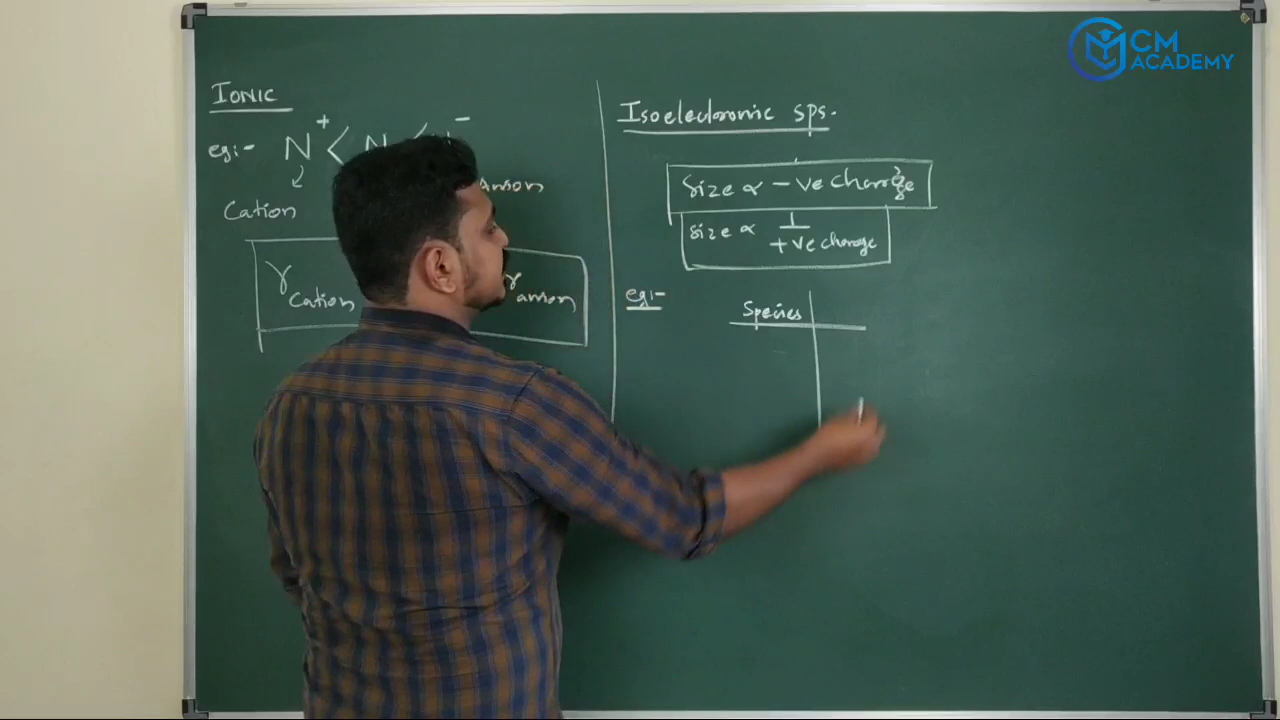 IONIC
eg:- N⁺ < N < ⁻
Cation
anion
r cation
r anion
Isoelectronic sps.
Size ∝ -ve charge
Size ∝ 1/+ve charge
eg:-
Species
CM
ACADEMY